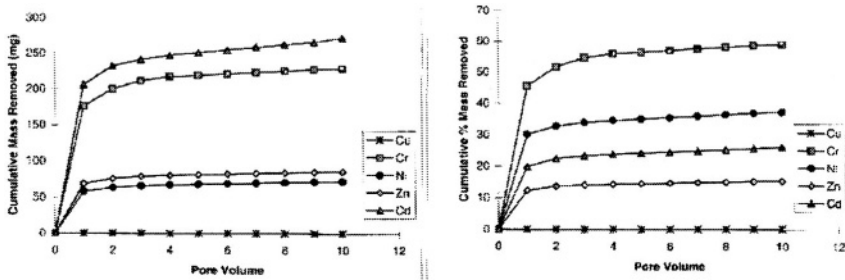 Cumulative Mass Removed (mg)
300
250
200
150
100
50
0
0 2 4 6 8 10 12
Pore Volume
Cu
Cr
Ni
Zn
Cd
Cumulative % Mass Removed
70
60
50
40
30
20
10
0
0 2 4 6 8 10 12
Pore Volume
Cu
Cr
Ni
Zn
Cd